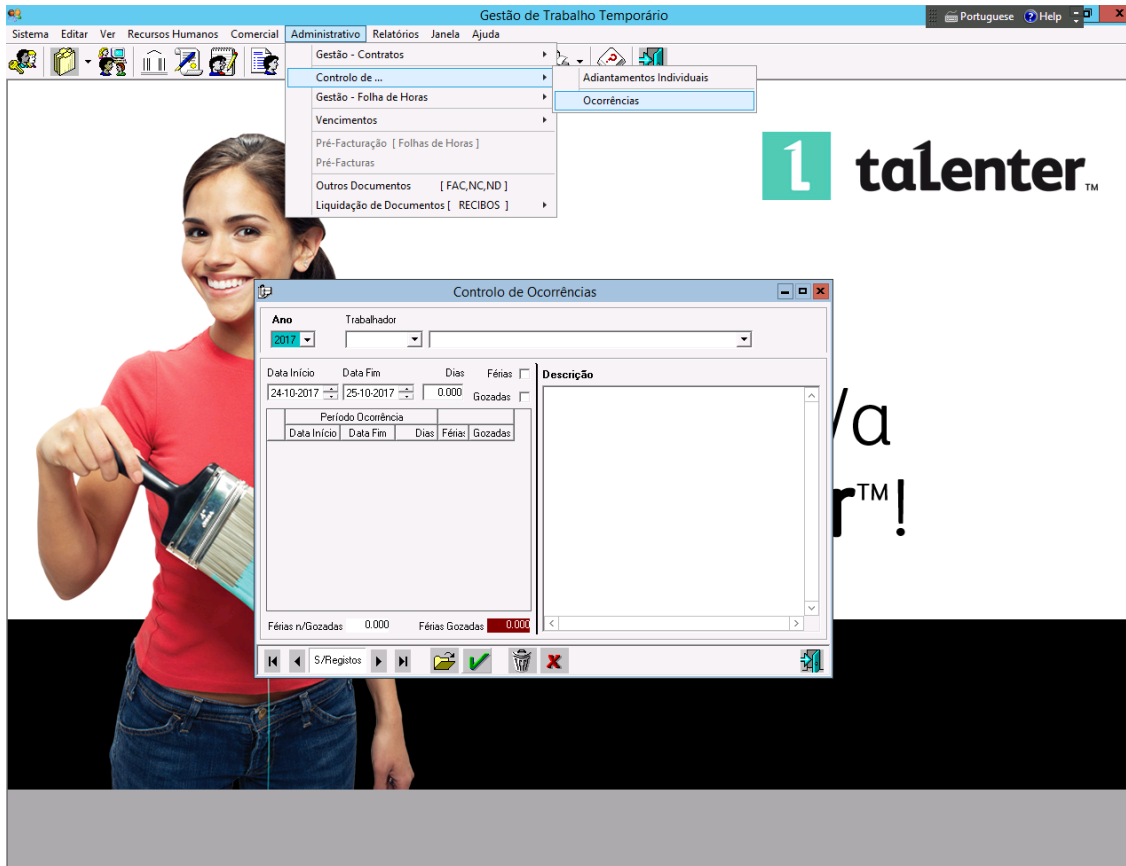 Gestão de Trabalho Temporário
Portuguese Help
Sistema Editar Ver Recursos Humanos Comercial Administrativo Relatórios Janela Ajuda
Gestão - Contratos
Controlo de ...
Gestão - Folha de Horas
Vencimentos
Pré-Facturação [ Folhas de Horas ]
Pré-Facturas
Outros Documentos [ FAC,NC,ND ]
Liquidação de Documentos [ RECIBOS ]
Adiantamentos Individuais
Ocorrências
talenter TM
/a
r™!
Controlo de Ocorrências
Ano Trabalhador
2017
Data Início Data Fim Dias Férias
24-10-2017 25-10-2017 0.000 Gozadas
Descrição
Período Ocorrência
Data Início Data Fim Dias Férias Gozadas
Férias n/Gozadas 0.000 Férias Gozadas 0.000
S/Registos